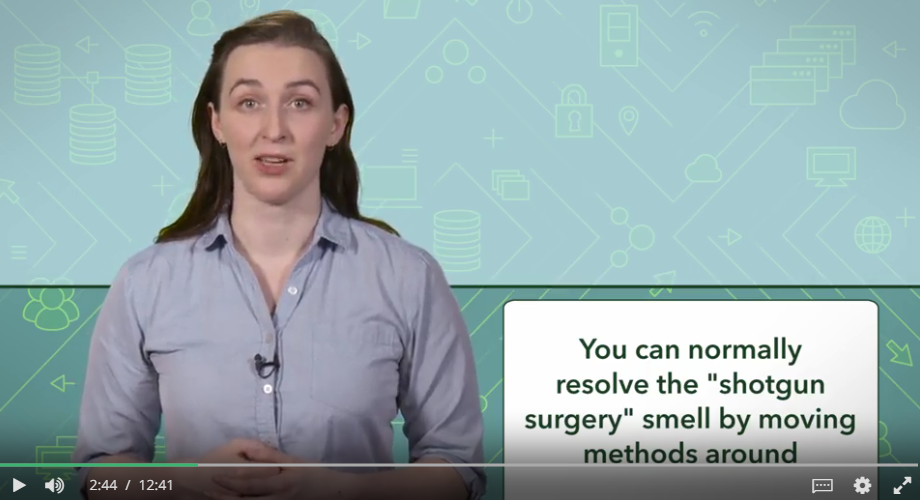 You can normally
resolve the "shotgun
surgery" smell by moving
methods around
2:44 / 12:41